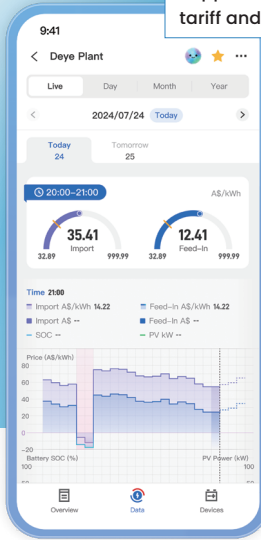 tariff and
9:41
Deye Plant
Live Day Month Year
2024/07/24 Today
Today Tomorrow
24 25
20:00-21:00 A$/kWh
35.41 12.41
Import Feed-In
32.89 999.99 32.89 999.99
Time 21:00
Import A$/kWh 14.22 Feed-In A$/kWh 14.22
Import A$ -- Feed-In A$ --
SOC -- PV kW --
Price (A$/kWh)
80
60
40
20
0
-20
Battery SOC (%) PV Power (kW)
100 100
Overview Data Devices